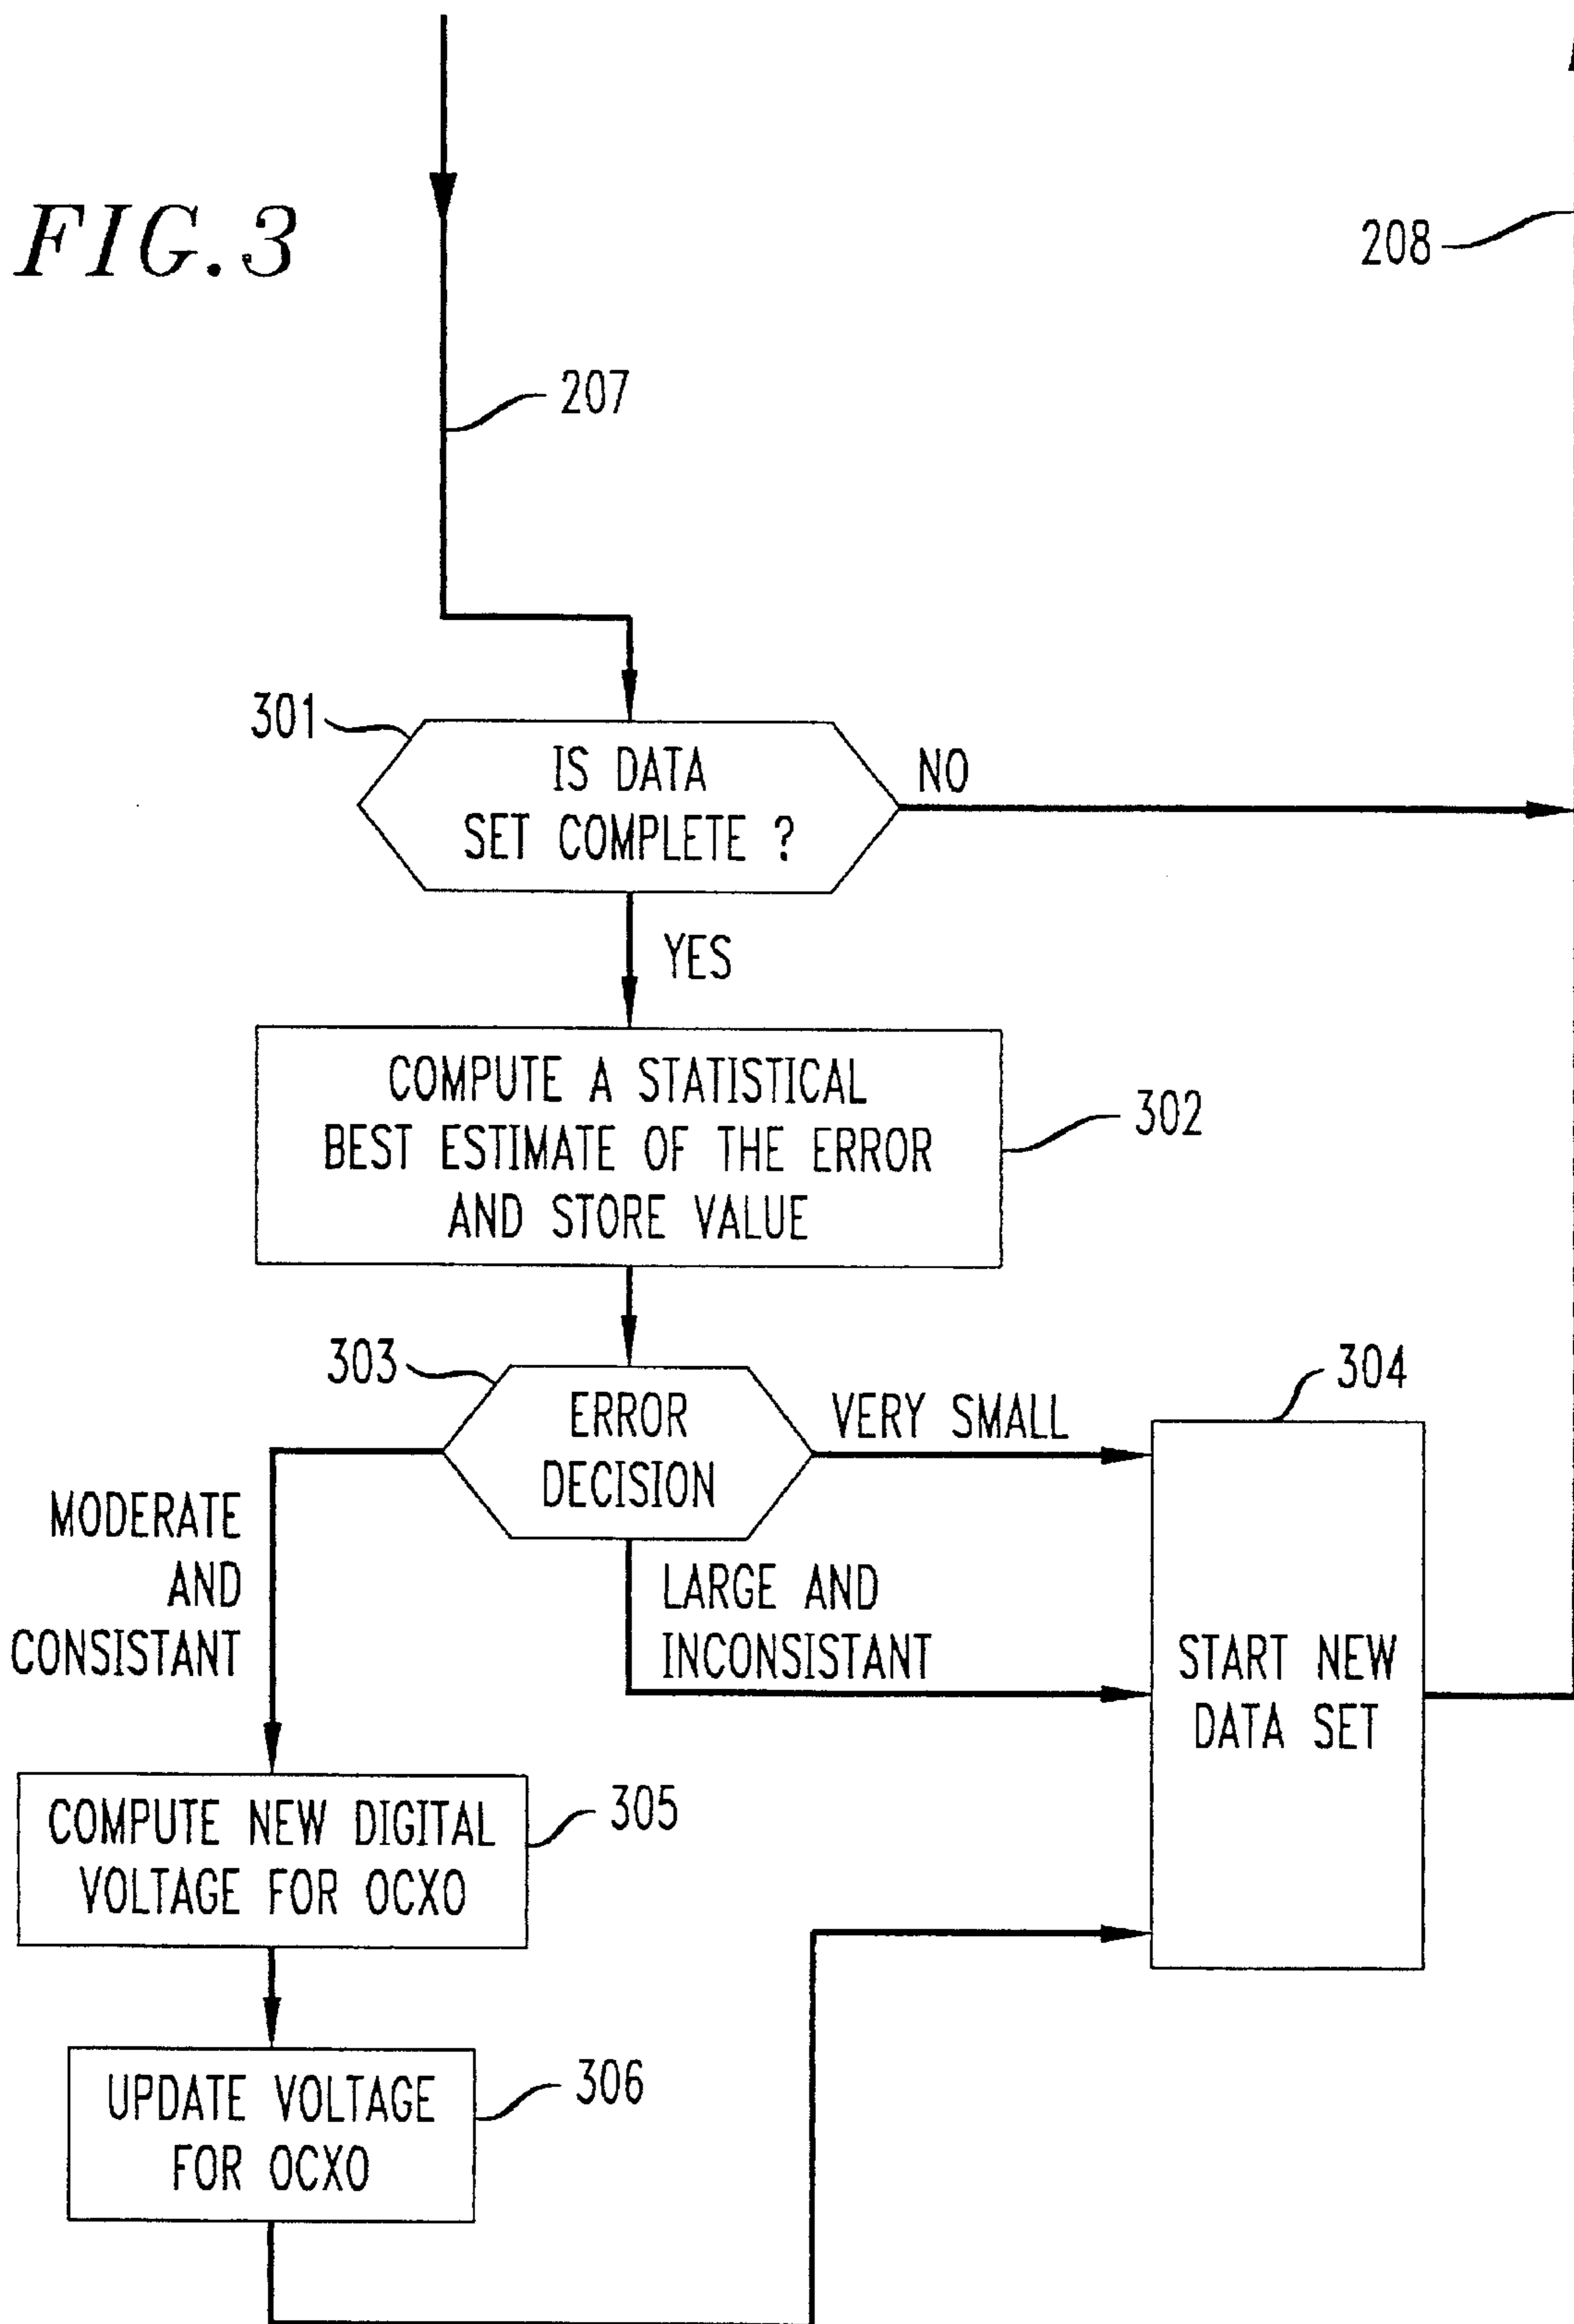 FIG.3
208
207
301
IS DATA
SET COMPLETE ?
NO
YES
COMPUTE A STATISTICAL
BEST ESTIMATE OF THE ERROR
AND STORE VALUE
302
303
ERROR
DECISION
VERY SMALL
304
MODERATE
AND
CONSISTANT
LARGE AND
INCONSISTANT
START NEW
DATA SET
COMPUTE NEW DIGITAL
VOLTAGE FOR OCXO
305
UPDATE VOLTAGE
FOR OCXO
306